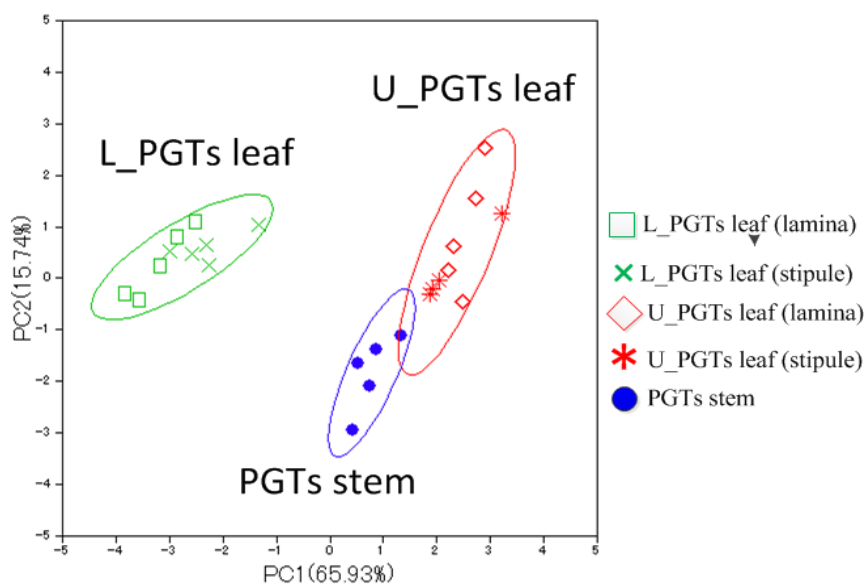 5
4
3
2
1
0
-1
-2
-3
-4
-5
-5 -4 -3 -2 -1 0 1 2 3 4 5
PC2(15.74%)
PC1(65.93%)
U_PGTs leaf
L_PGTs leaf
PGTs stem
L_PGTs leaf (lamina)
L_PGTs leaf (stipule)
U_PGTs leaf (lamina)
U_PGTs leaf (stipule)
PGTs stem